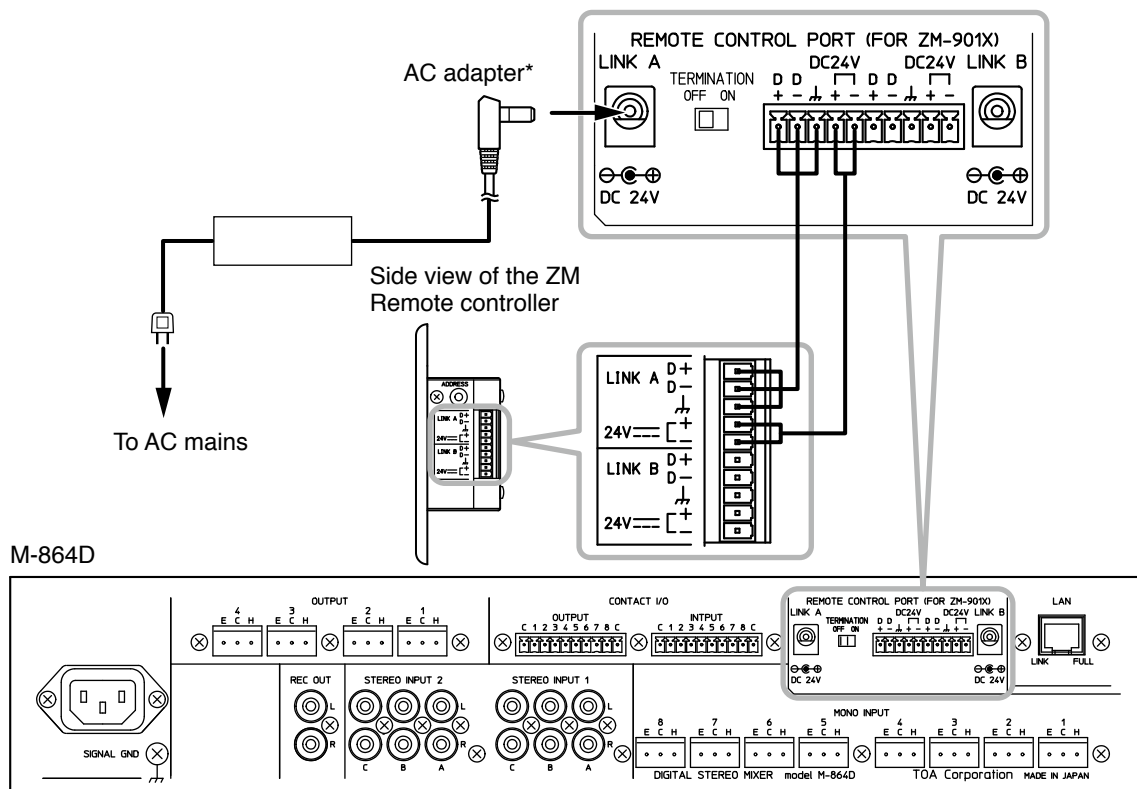 REMOTE CONTROL PORT (FOR ZM-901X)
LINK A
DC24V
DC24V
LINK B
TERMINATION
OFF ON
D D
D D
+ − + − + − + −
DC 24V
DC 24V
AC adapter*
Side view of the ZM
Remote controller
To AC mains
ADDRESS
LINK A D+
D−
24V + −
LINK B D+
D−
24V + −
LINK A D+
D−
24V + −
LINK B D+
D−
24V + −
M-864D
OUTPUT
4 3 2 1
E C H E C H E C H E C H
CONTACT I/O
OUTPUT
C 1 2 3 4 5 6 7 8 C
INTPUT
C 1 2 3 4 5 6 7 8 C
REMOTE CONTROL PORT (FOR ZM-901X)
LINK A
DC24V
DC24V
LINK B
TERMINATION
OFF ON
D D
D D
+ − + − + − + −
DC 24V
DC 24V
LAN
LINK FULL
SIGNAL GND
REC OUT
L
R
STEREO INPUT 2
L
R
C B A
STEREO INPUT 1
L
R
C B A
MONO INPUT
8 7 6 5 4 3 2 1
E C H E C H E C H E C H E C H E C H E C H E C H
DIGITAL STEREO MIXER model M-864D
TOA Corporation MADE IN JAPAN